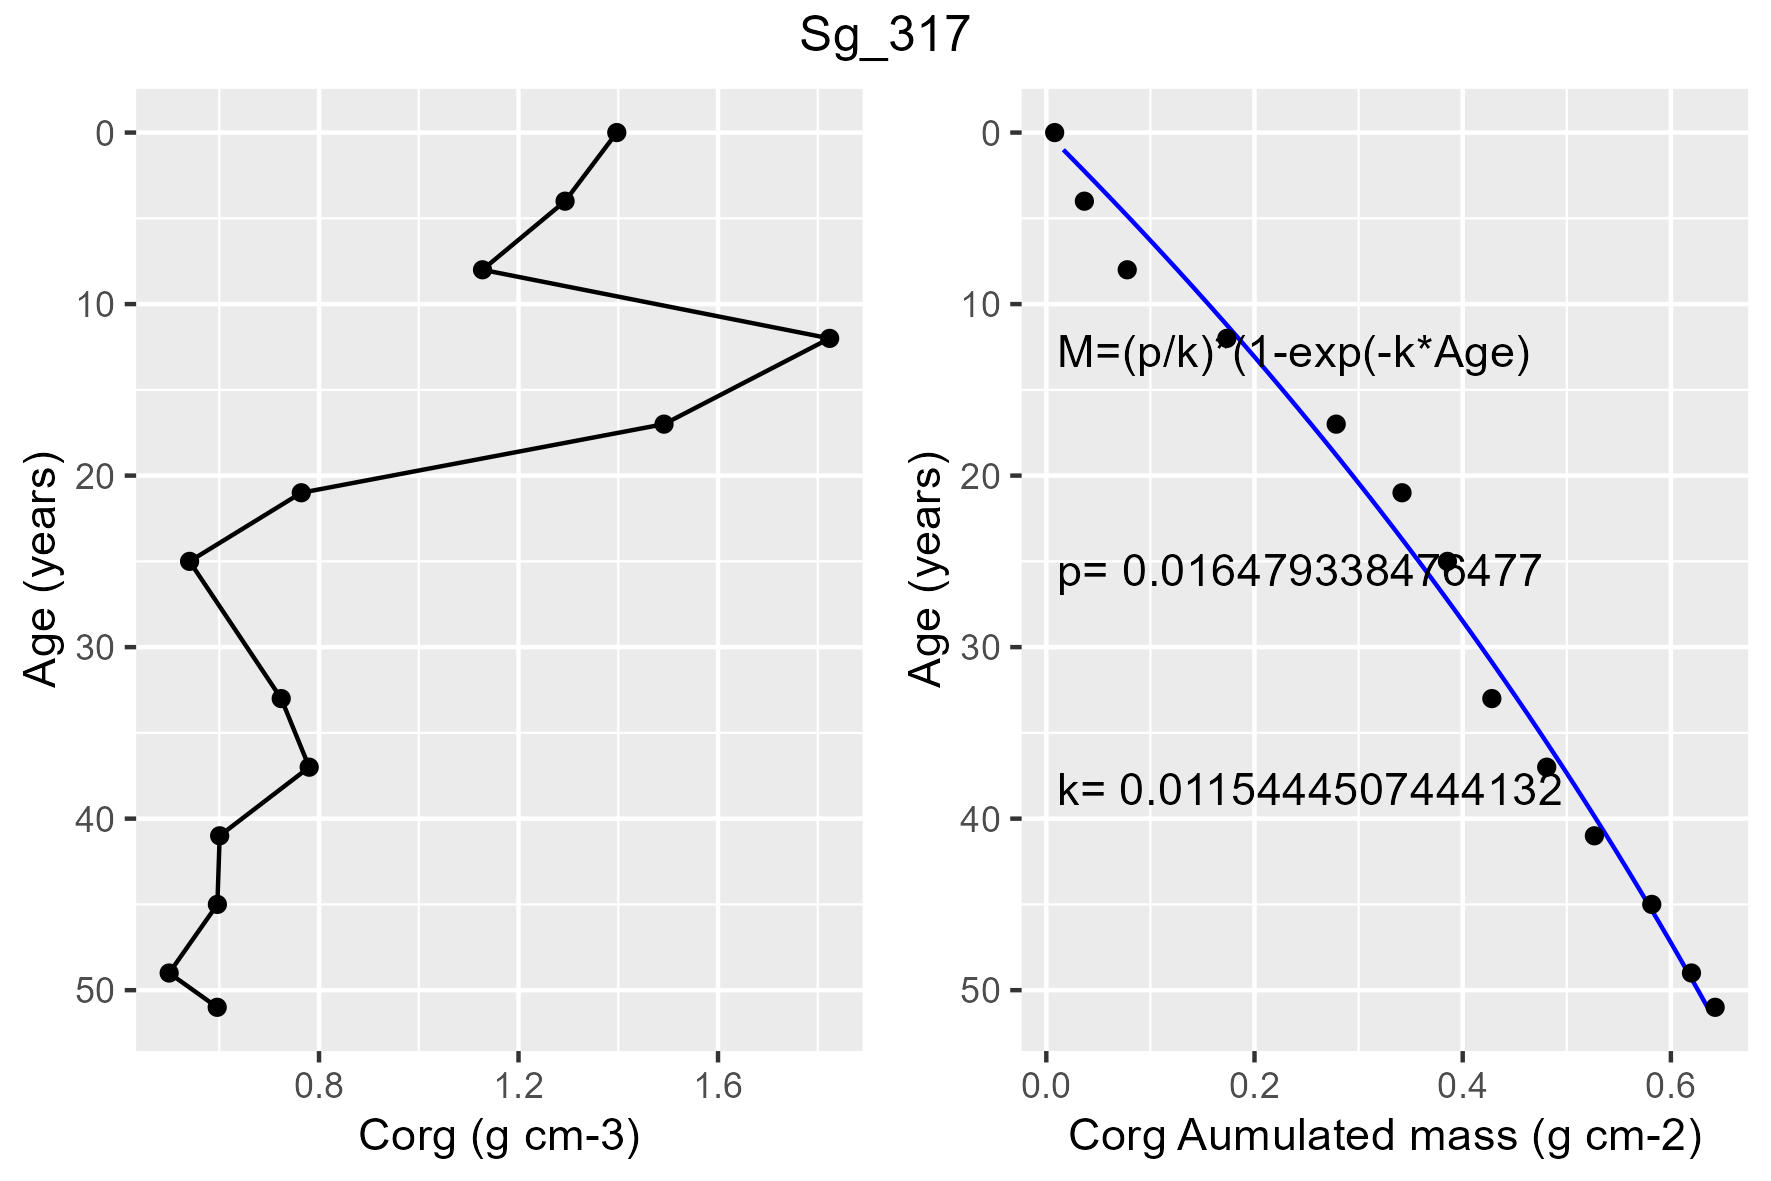 Sg_317
0
10
20
30
40
50
Age (years)
0.8 1.2 1.6
Corg (g cm-3)
0
10
20
30
40
50
Age (years)
M=(p/k)*(1-exp(-k*Age)
p= 0.016479338476477
k= 0.0115444507444132
0.0 0.2 0.4 0.6
Corg Aumulated mass (g cm-2)